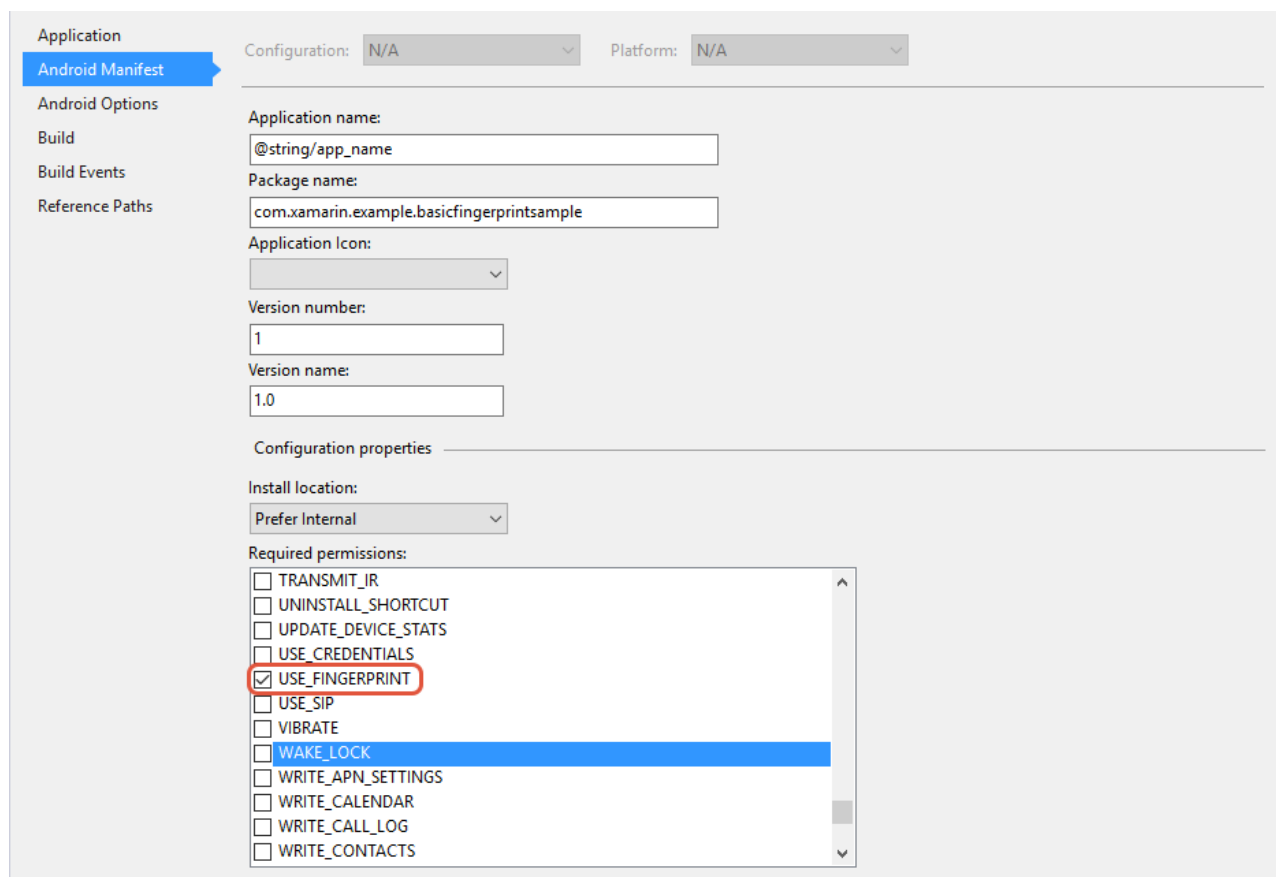 Application
Android Manifest
Android Options
Build
Build Events
Reference Paths
Configuration: N/A Platform: N/A
Application name:
@string/app_name
Package name:
com.xamarin.example.basicfingerprintsample
Application Icon:
Version number:
1
Version name:
1.0
Configuration properties
Install location:
Prefer Internal
Required permissions:
TRANSMIT_IR
UNINSTALL_SHORTCUT
UPDATE_DEVICE_STATS
USE_CREDENTIALS
USE_FINGERPRINT
USE_SIP
VIBRATE
WAKE_LOCK
WRITE_APN_SETTINGS
WRITE_CALENDAR
WRITE_CALL_LOG
WRITE_CONTACTS